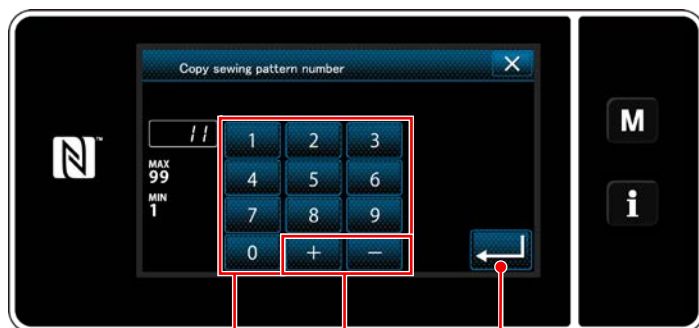 Copy sewing pattern number
11
1 2 3
MAX
99
4 5 6
MIN
1
7 8 9
0 + −
M
i
N™